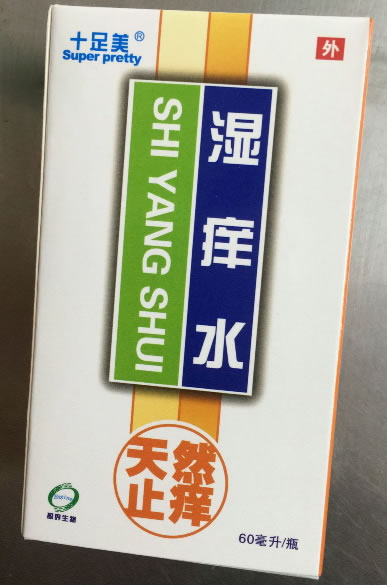 十足美®
Super pretty
外
湿痒水
SHI YANG SHUI
天然
止痒
60毫升/瓶